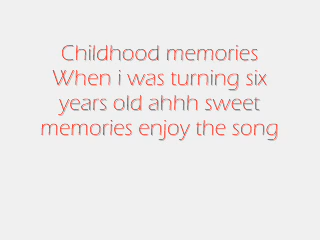 Childhood memories
When i was turning six
years old ahhh sweet
memories enjoy the song